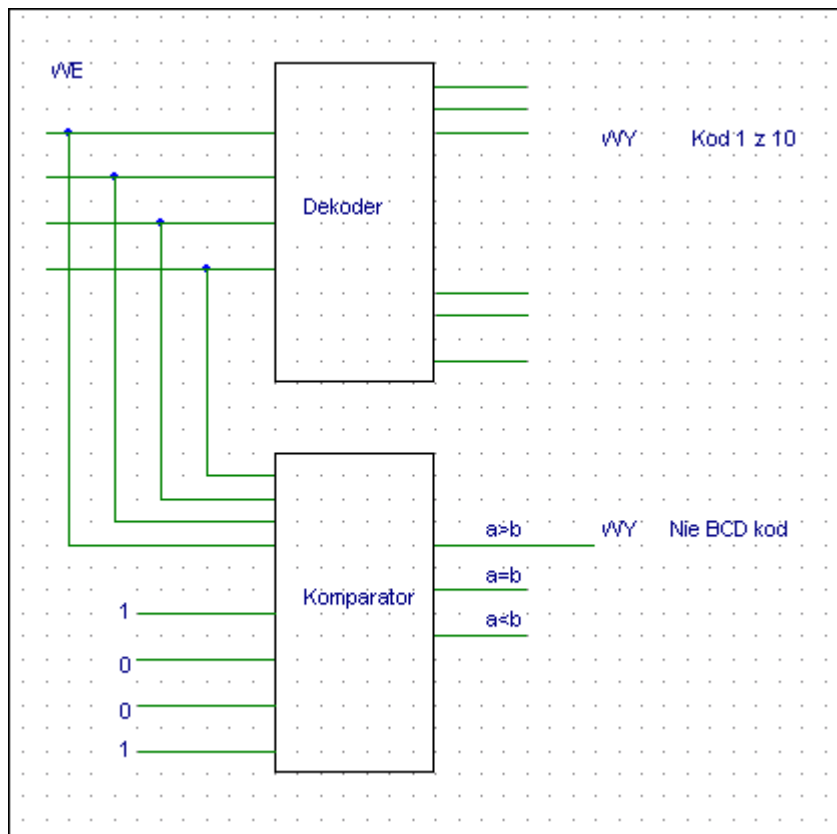 WE
WY Kod 1 z 10
Dekoder
a>b WY Nie BCD kod
a=b
Komparator
a<b
1
0
0
1